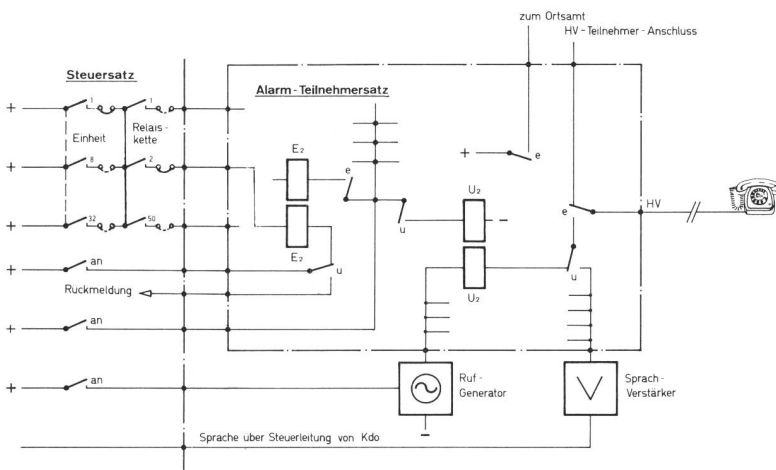 zum Ortsamt
HV-Teilnehmer-Anschluss
Steuersatz
Alarm-Teilnehmersatz
+ 1 1
Einheit
Relais-
kette
+ 8 2
E₂
e
+ e
U₂
+ 32 50
E₂
u
-
e
HV
+ an
u
U₂
u
Rückmeldung
+ an
+ an
Ruf-
Generator
Sprach-
Verstärker
-
Sprache über Steuerleitung von Kdo